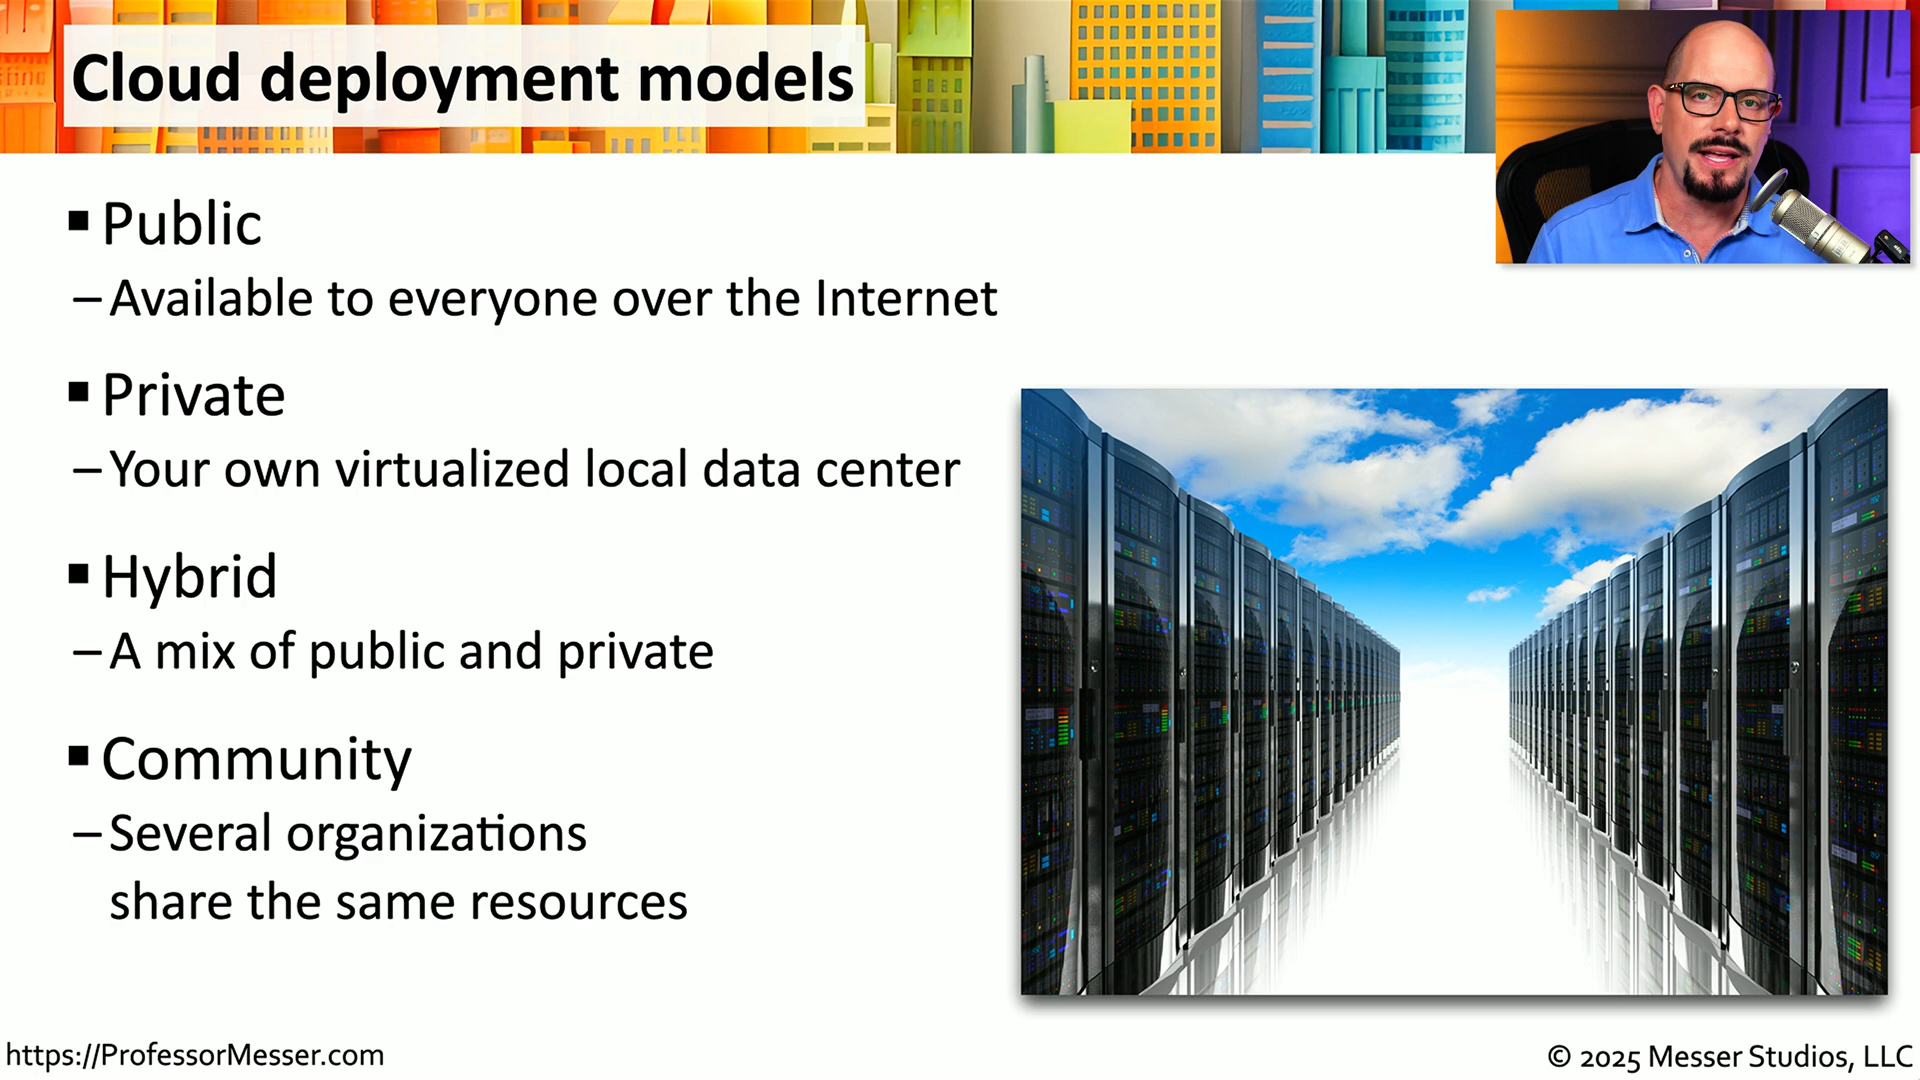 Cloud deployment models
▪ Public
– Available to everyone over the Internet
▪ Private
– Your own virtualized local data center
▪ Hybrid
– A mix of public and private
▪ Community
– Several organizations
share the same resources
https://ProfessorMesser.com
© 2025 Messer Studios, LLC